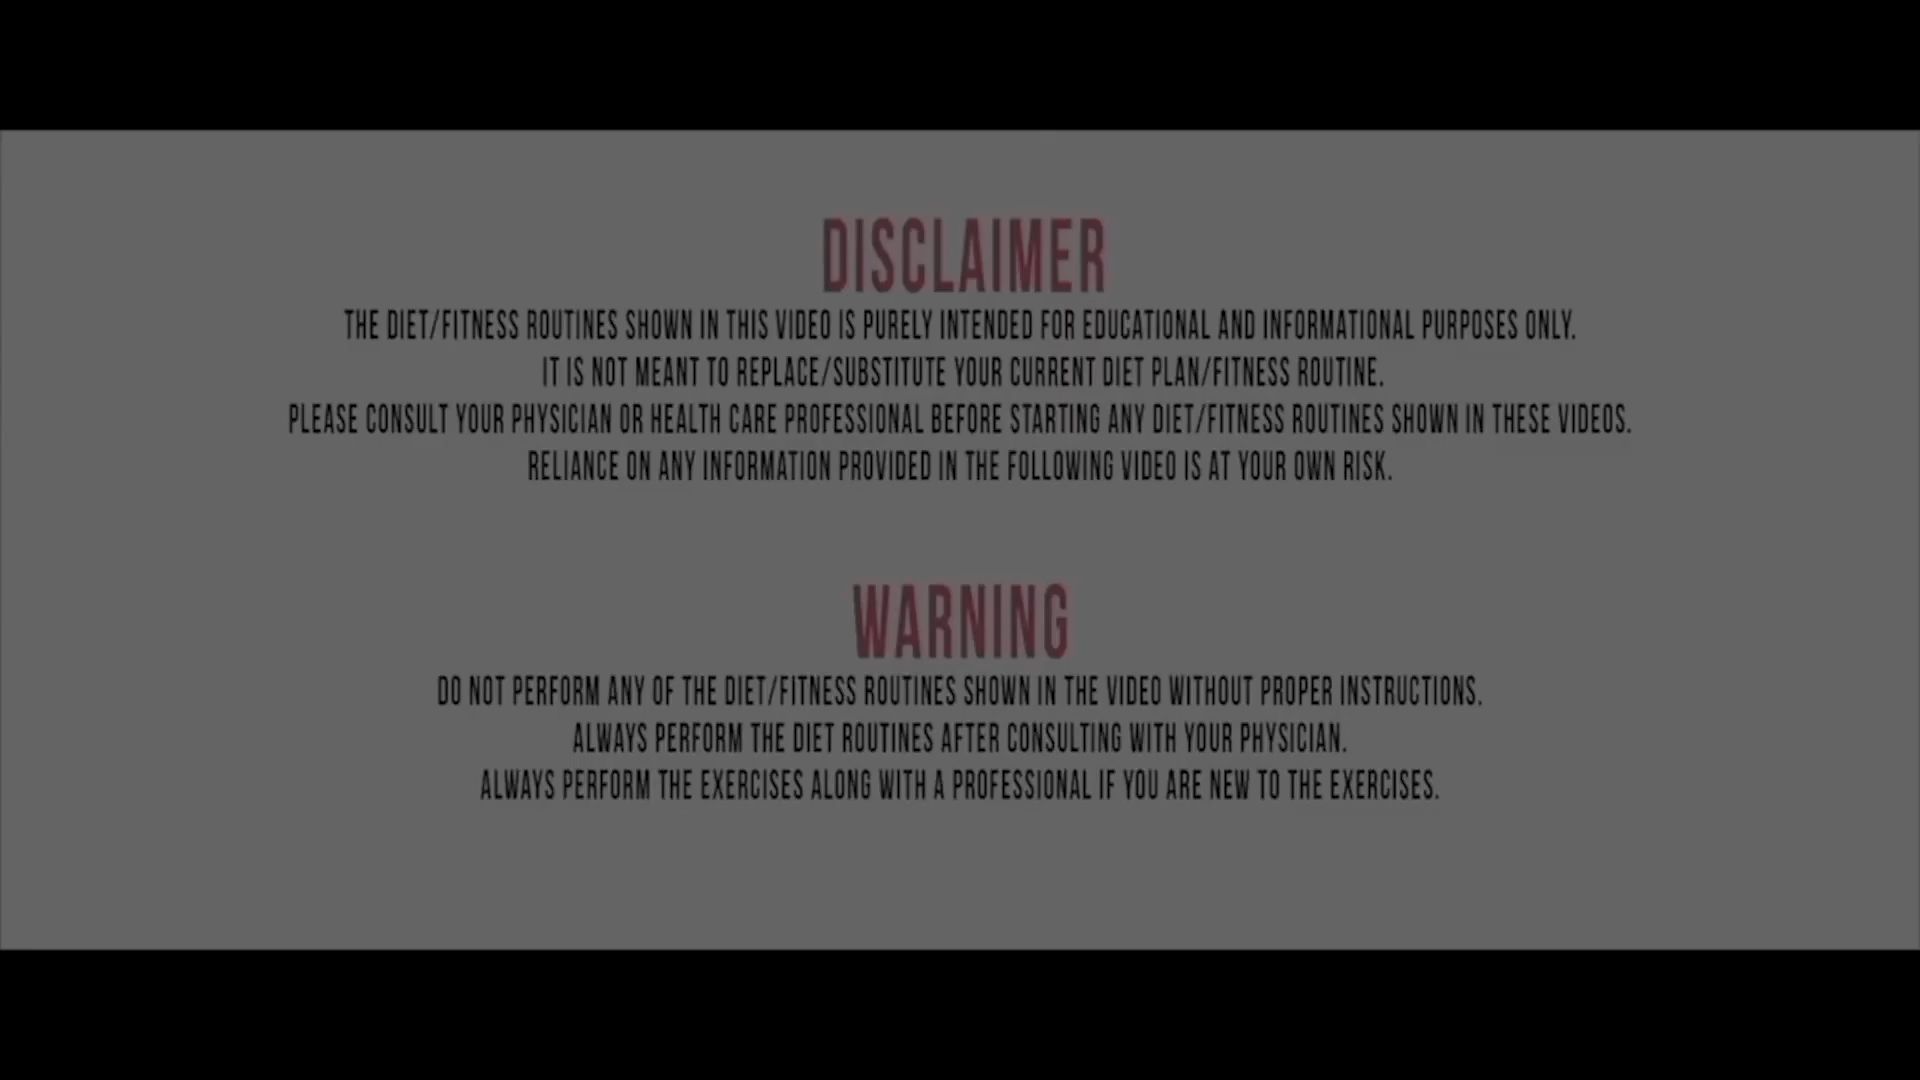 DISCLAIMER
THE DIET/FITNESS ROUTINES SHOWN IN THIS VIDEO IS PURELY INTENDED FOR EDUCATIONAL AND INFORMATIONAL PURPOSES ONLY.
IT IS NOT MEANT TO REPLACE/SUBSTITUTE YOUR CURRENT DIET PLAN/FITNESS ROUTINE.
PLEASE CONSULT YOUR PHYSICIAN OR HEALTH CARE PROFESSIONAL BEFORE STARTING ANY DIET/FITNESS ROUTINES SHOWN IN THESE VIDEOS.
RELIANCE ON ANY INFORMATION PROVIDED IN THE FOLLOWING VIDEO IS AT YOUR OWN RISK.
WARNING
DO NOT PERFORM ANY OF THE DIET/FITNESS ROUTINES SHOWN IN THE VIDEO WITHOUT PROPER INSTRUCTIONS.
ALWAYS PERFORM THE DIET ROUTINES AFTER CONSULTING WITH YOUR PHYSICIAN.
ALWAYS PERFORM THE EXERCISES ALONG WITH A PROFESSIONAL IF YOU ARE NEW TO THE EXERCISES.